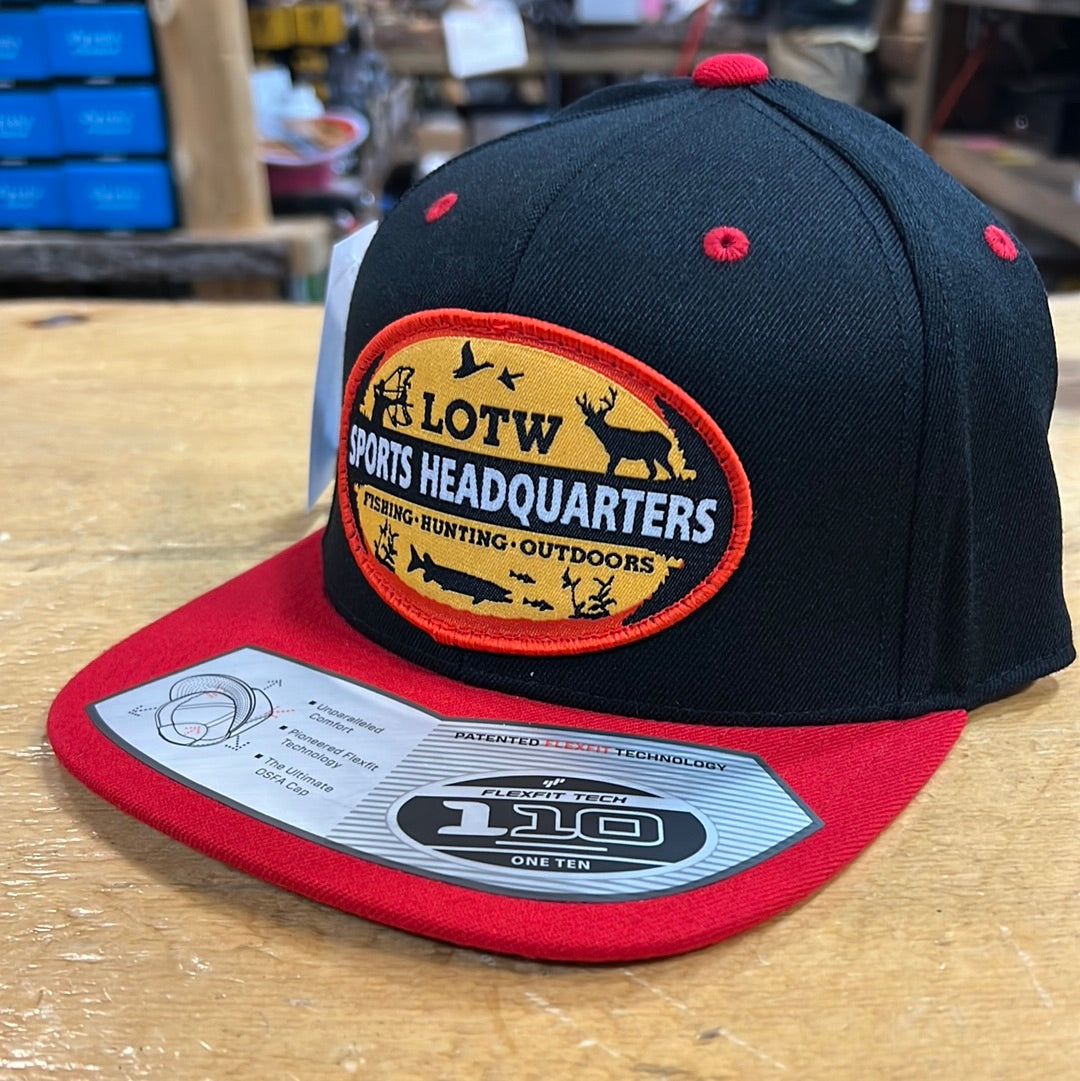 LOTW
SPORTS HEADQUARTERS
FISHING·HUNTING·OUTDOORS
▪ Unparalleled
Comfort
▪ Pioneered Flexfit
Technology
▪ The Ultimate
OSFA Cap
PATENTED FLEXFIT TECHNOLOGY
FLEXFIT TECH
110
ONE TEN